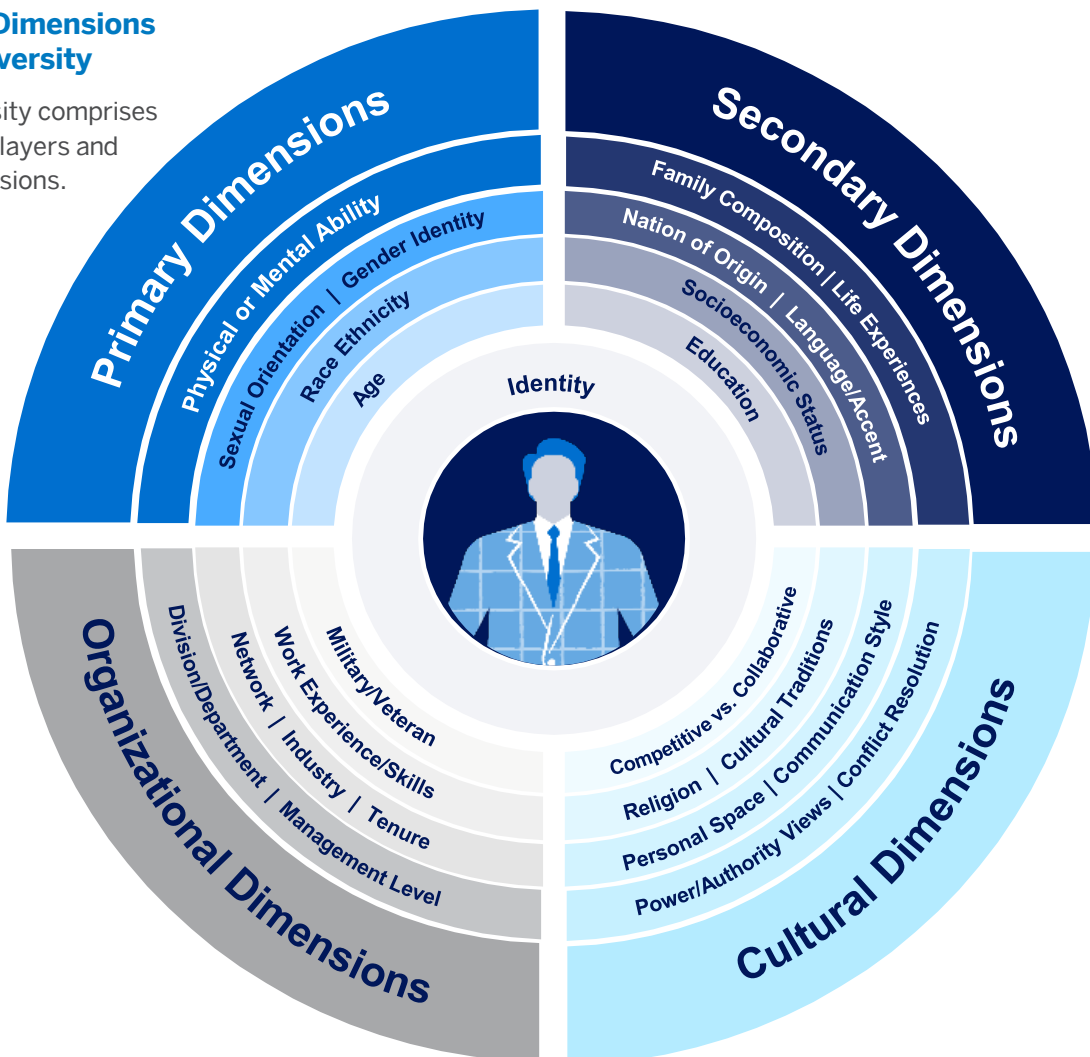 Dimensions
versity
sity comprises
layers and
sions.
Primary Dimensions
Physical or Mental Ability
Sexual Orientation | Gender Identity
Race Ethnicity
Age
Secondary Dimensions
Family Composition | Life Experiences
Nation of Origin | Language/Accent
Socioeconomic Status
Education
Identity
Organizational Dimensions
Division/Department | Management Level
Network | Industry | Tenure
Work Experience/Skills
Military/Veteran
Competitive vs. Collaborative
Religion | Cultural Traditions
Personal Space | Communication Style
Power/Authority Views | Conflict Resolution
Cultural Dimensions